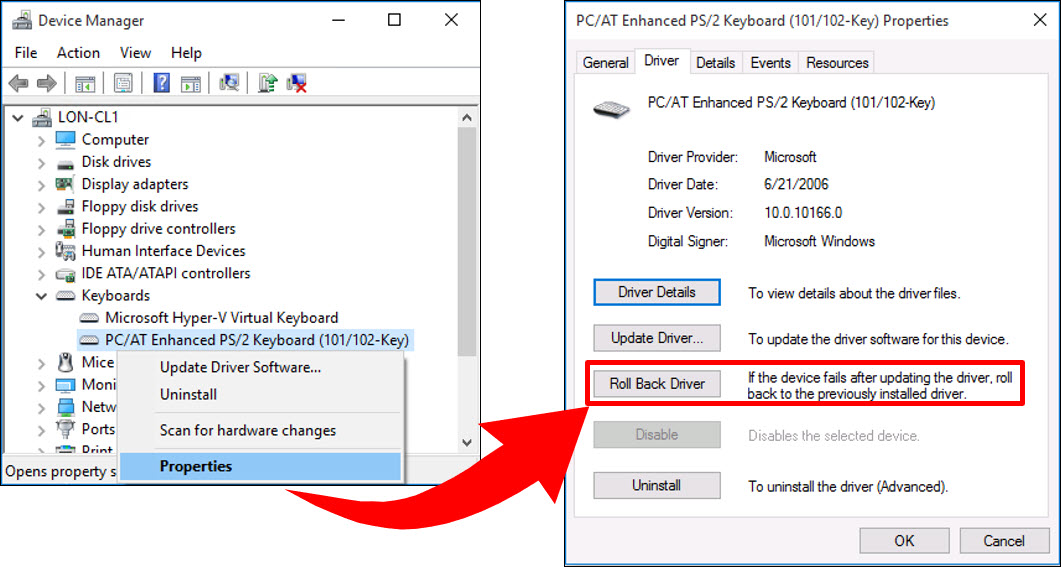 Device Manager
File Action View Help
LON-CL1
Computer
Disk drives
Display adapters
Floppy disk drives
Floppy drive controllers
Human Interface Devices
IDE ATA/ATAPI controllers
Keyboards
Microsoft Hyper-V Virtual Keyboard
PC/AT Enhanced PS/2 Keyboard (101/102-Key)
Mice
Moni
Netw
Ports
Print
Update Driver Software...
Uninstall
Scan for hardware changes
Properties
Opens property s
PC/AT Enhanced PS/2 Keyboard (101/102-Key) Properties
General Driver Details Events Resources
PC/AT Enhanced PS/2 Keyboard (101/102-Key)
Driver Provider: Microsoft
Driver Date: 6/21/2006
Driver Version: 10.0.10166.0
Digital Signer: Microsoft Windows
Driver Details To view details about the driver files.
Update Driver... To update the driver software for this device.
Roll Back Driver If the device fails after updating the driver, roll
back to the previously installed driver.
Disable Disables the selected device.
Uninstall To uninstall the driver (Advanced).
OK Cancel